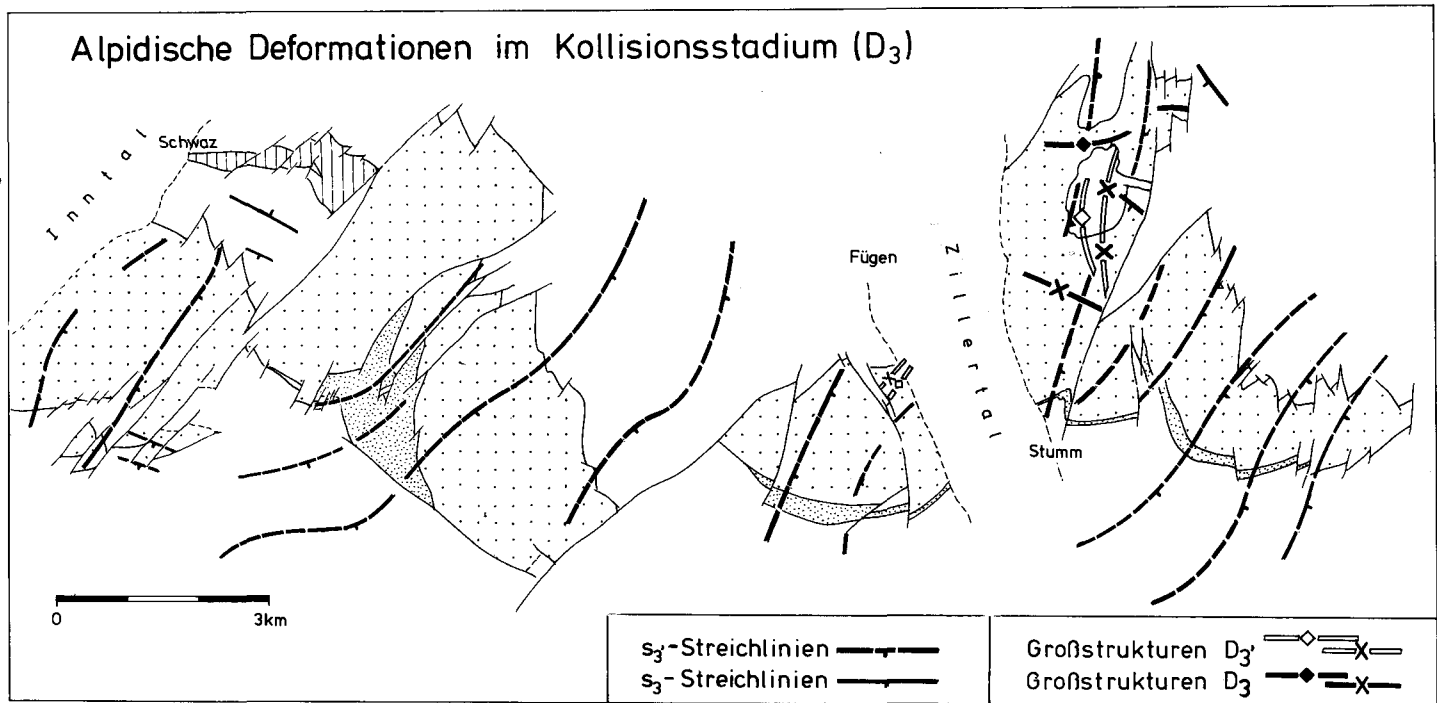 Alpidische Deformationen im Kollisionsstadium (D₃)
Inntal
Schwaz
Fügen
Zillertal
Stumm
0 3km
s₃'-Streichlinien
s₃-Streichlinien
Großstrukturen D₃'
Großstrukturen D₃